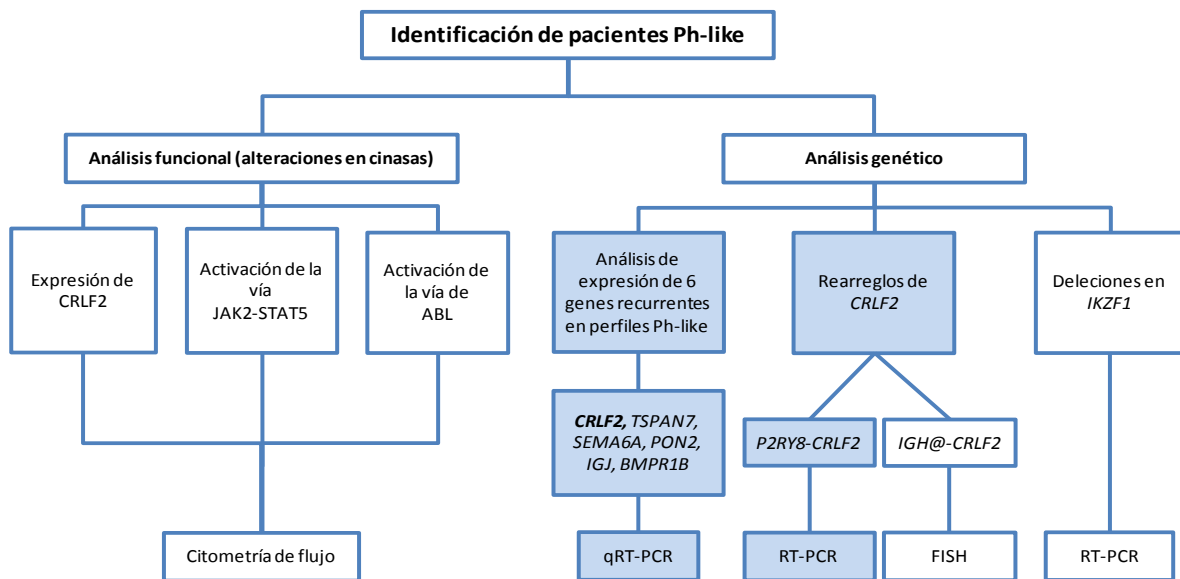 Identificación de pacientes Ph-like
Análisis funcional (alteraciones en cinasas)
Análisis genético
Expresión de
CRLF2
Activación de la
vía
JAK2-STAT5
Activación de
la vía de
ABL
Análisis de
expresión de 6
genes recurrentes
en perfiles Ph-like
Rearreglos de
CRLF2
Deleciones en
IKZF1
CRLF2, TSPAN7,
SEMA6A, PON2,
IGJ, BMPR1B
P2RY8-CRLF2
IGH@-CRLF2
Citometría de flujo
qRT-PCR
RT-PCR
FISH
RT-PCR